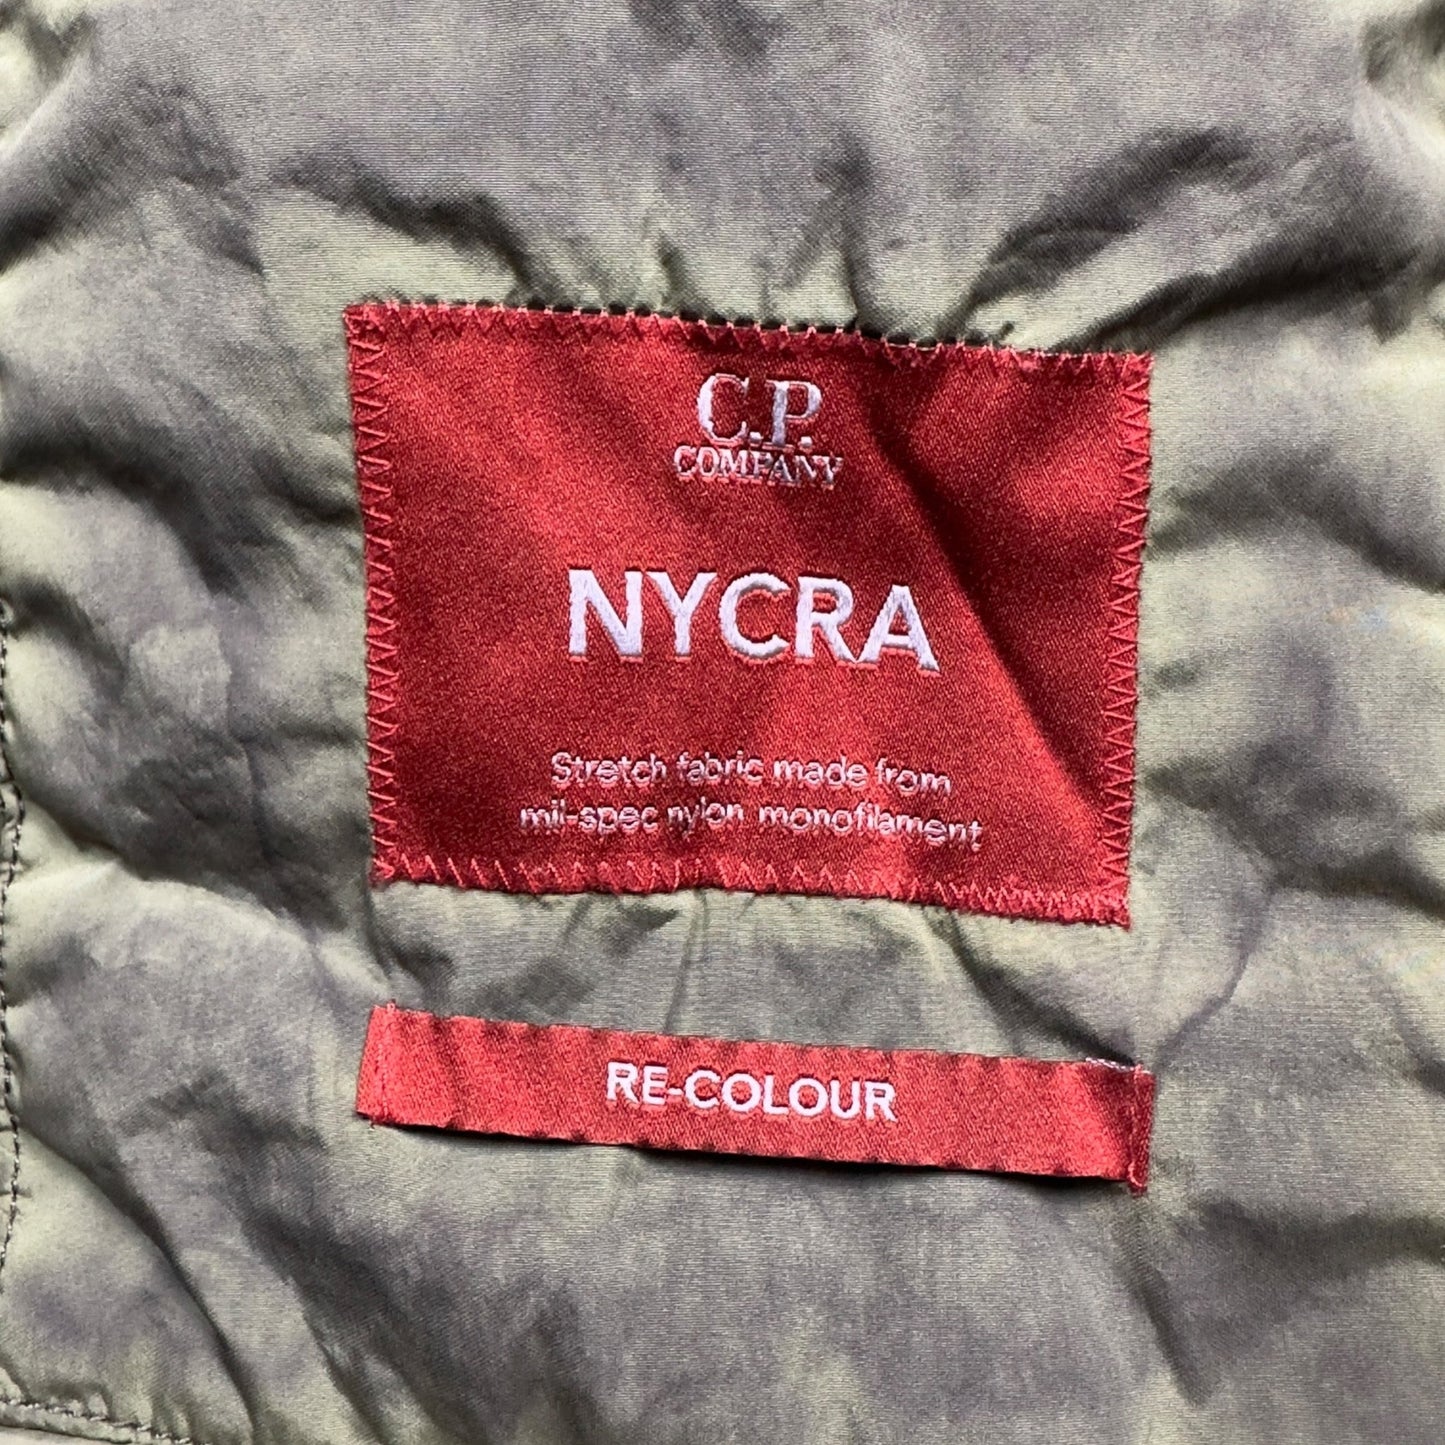 C.P.
COMPANY
NYCRA
Stretch fabric made from
mil-spec nylon monofilament
RE-COLOUR